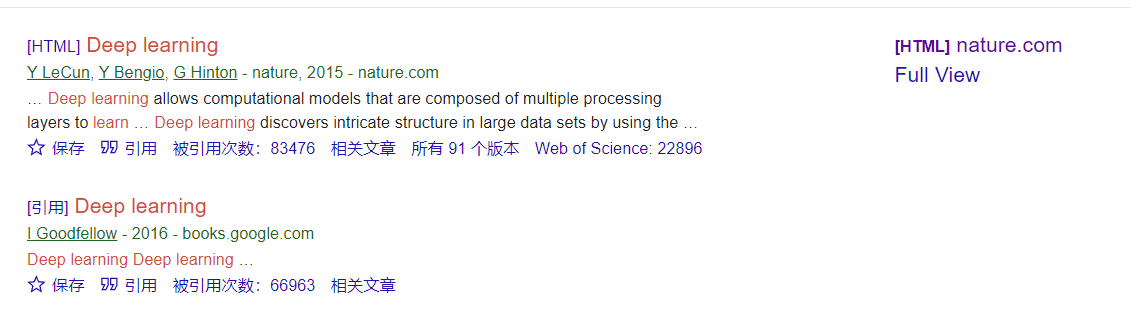 [HTML] Deep learning
Y LeCun, Y Bengio, G Hinton - nature, 2015 - nature.com
… Deep learning allows computational models that are composed of multiple processing
layers to learn … Deep learning discovers intricate structure in large data sets by using the …
保存 引用 被引用次数：83476 相关文章 所有 91 个版本 Web of Science: 22896
[HTML] nature.com
Full View
[引用] Deep learning
I Goodfellow - 2016 - books.google.com
Deep learning Deep learning …
保存 引用 被引用次数：66963 相关文章